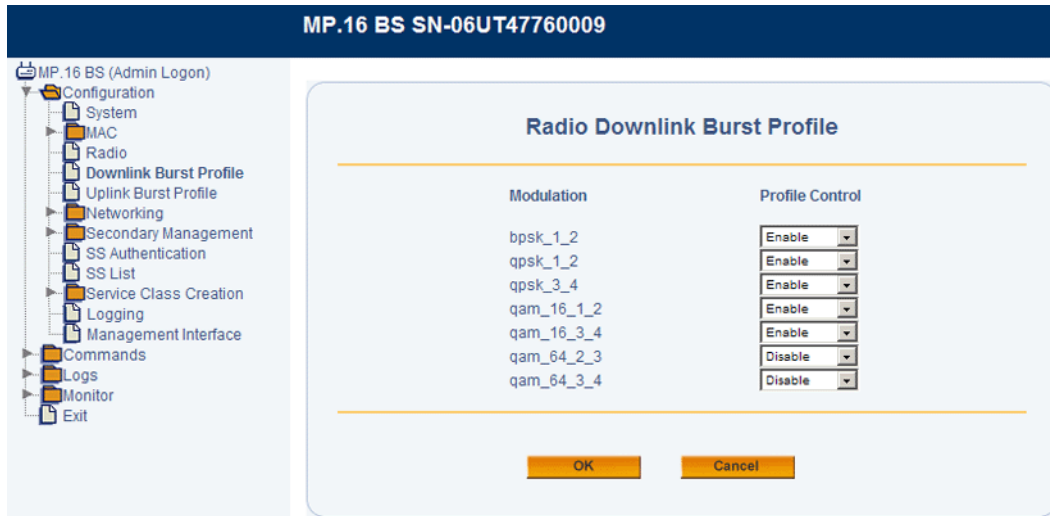 MP.16 BS SN-06UT47760009
MP.16 BS (Admin Logon)
Configuration
System
MAC
Radio
Downlink Burst Profile
Uplink Burst Profile
Networking
Secondary Management
SS Authentication
SS List
Service Class Creation
Logging
Management Interface
Commands
Logs
Monitor
Exit
Radio Downlink Burst Profile
Modulation Profile Control
bpsk_1_2 Enable
qpsk_1_2 Enable
qpsk_3_4 Enable
qam_16_1_2 Enable
qam_16_3_4 Enable
qam_64_2_3 Disable
qam_64_3_4 Disable
OK Cancel